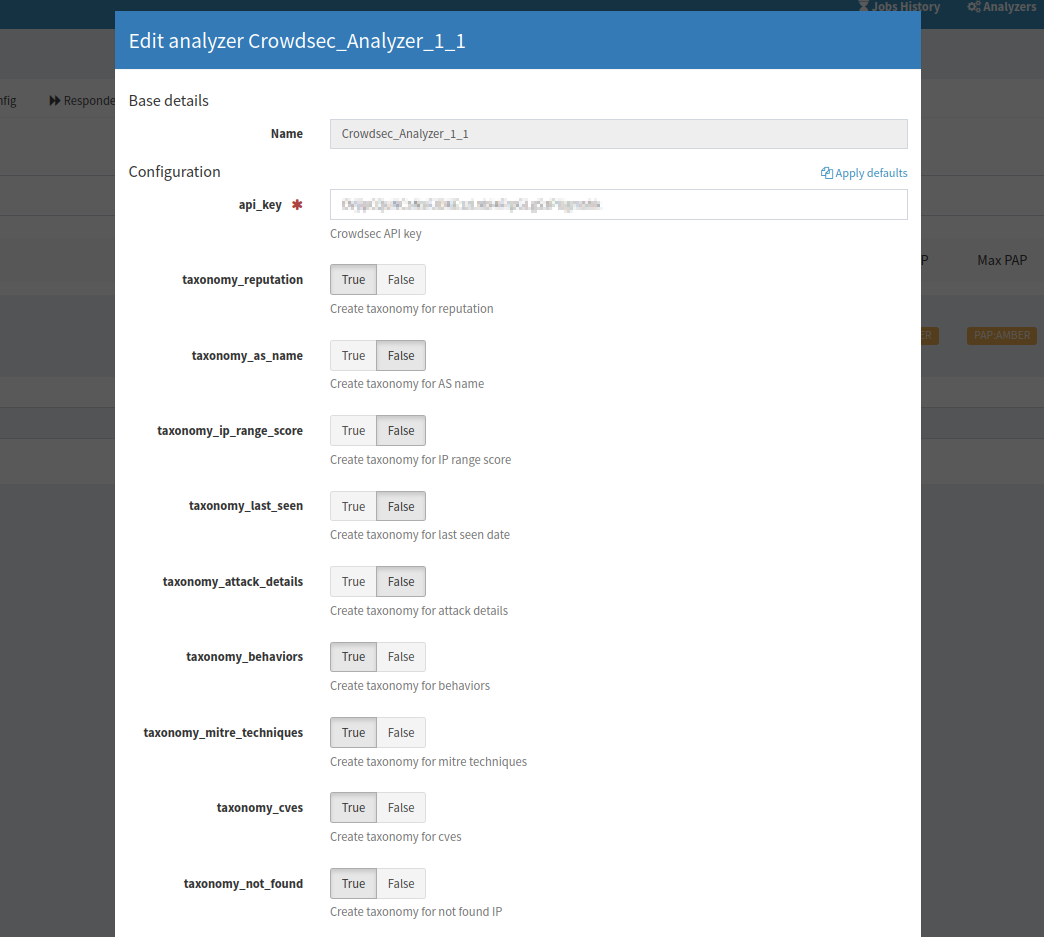 Jobs History Analyzers
Edit analyzer Crowdsec_Analyzer_1_1
nfig Responde
Base details
Name Crowdsec_Analyzer_1_1
Configuration Apply defaults
api_key *
Crowdsec API key
P Max PAP
taxonomy_reputation True False
Create taxonomy for reputation
ER PAP:AMBER
taxonomy_as_name True False
Create taxonomy for AS name
taxonomy_ip_range_score True False
Create taxonomy for IP range score
taxonomy_last_seen True False
Create taxonomy for last seen date
taxonomy_attack_details True False
Create taxonomy for attack details
taxonomy_behaviors True False
Create taxonomy for behaviors
taxonomy_mitre_techniques True False
Create taxonomy for mitre techniques
taxonomy_cves True False
Create taxonomy for cves
taxonomy_not_found True False
Create taxonomy for not found IP